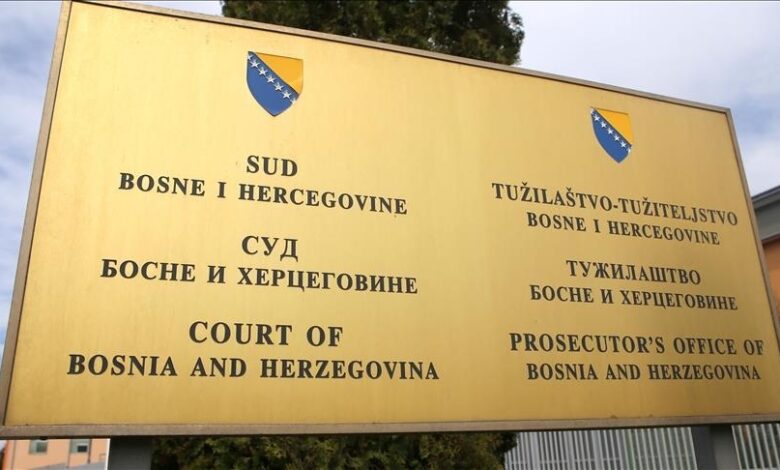 SUD
BOSNE I HERCEGOVINE
СУД
БОСНЕ И ХЕРЦЕГОВИНЕ
COURT OF
BOSNIA AND HERZEGOVINA
TUŽILAŠTVO-TUŽITELJSTVO
BOSNE I HERCEGOVINE
ТУЖИЛАШТВО
БОСНЕ И ХЕРЦЕГОВИНЕ
PROSECUTOR'S OFFICE OF
BOSNIA AND HERZEGOVINA